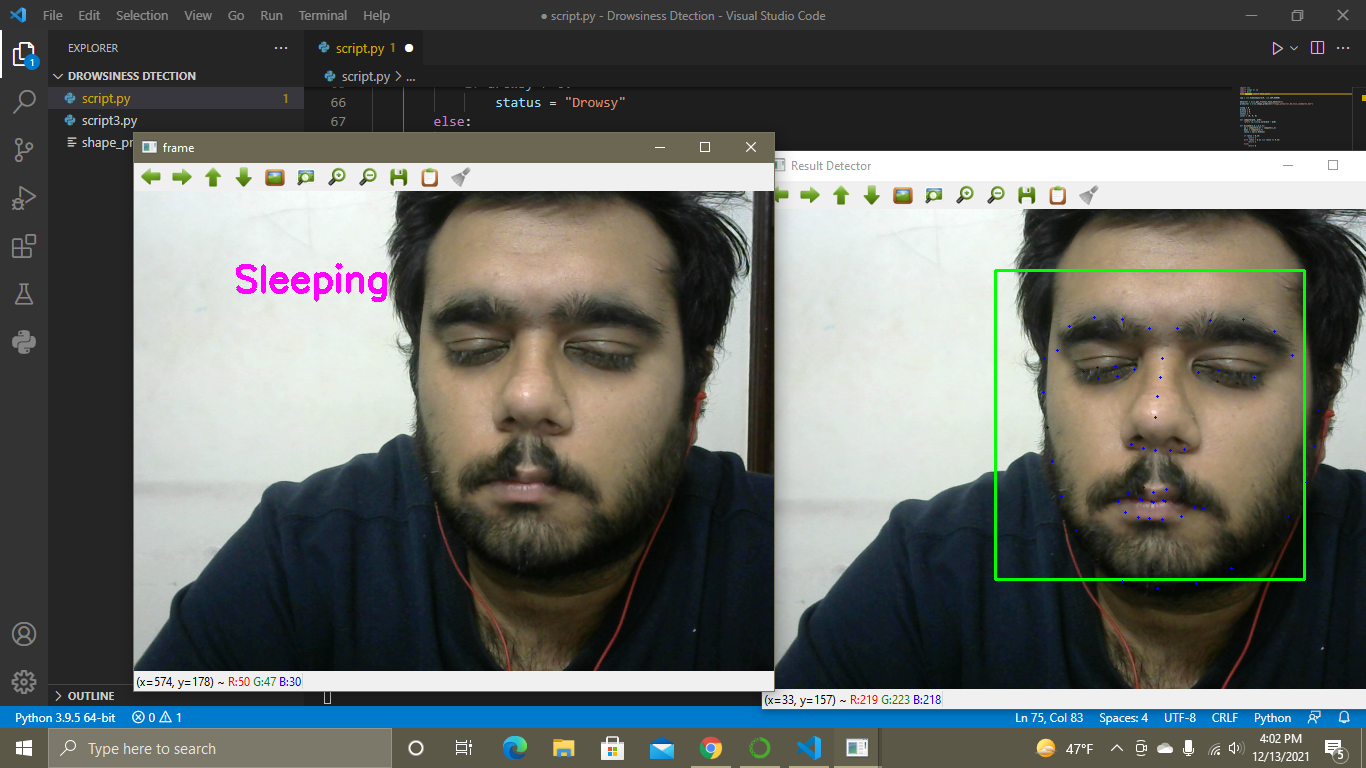 File Edit Selection View Go Run Terminal Help
● script.py - Drowsiness Dtection - Visual Studio Code
EXPLORER
DROWSINESS DTECTION
script.py 1
script3.py
shape_pr
OUTLINE
script.py 1
script.py > ...
66 status = "Drowsy"
67 else:
frame
Sleeping
(x=574, y=178) ~ R:50 G:47 B:30
Result Detector
(x=33, y=157) ~ R:219 G:223 B:218
1
Python 3.9.5 64-bit 0 1
Ln 75, Col 83 Spaces: 4 UTF-8 CRLF Python
Type here to search
47°F
4:02 PM
12/13/2021
5